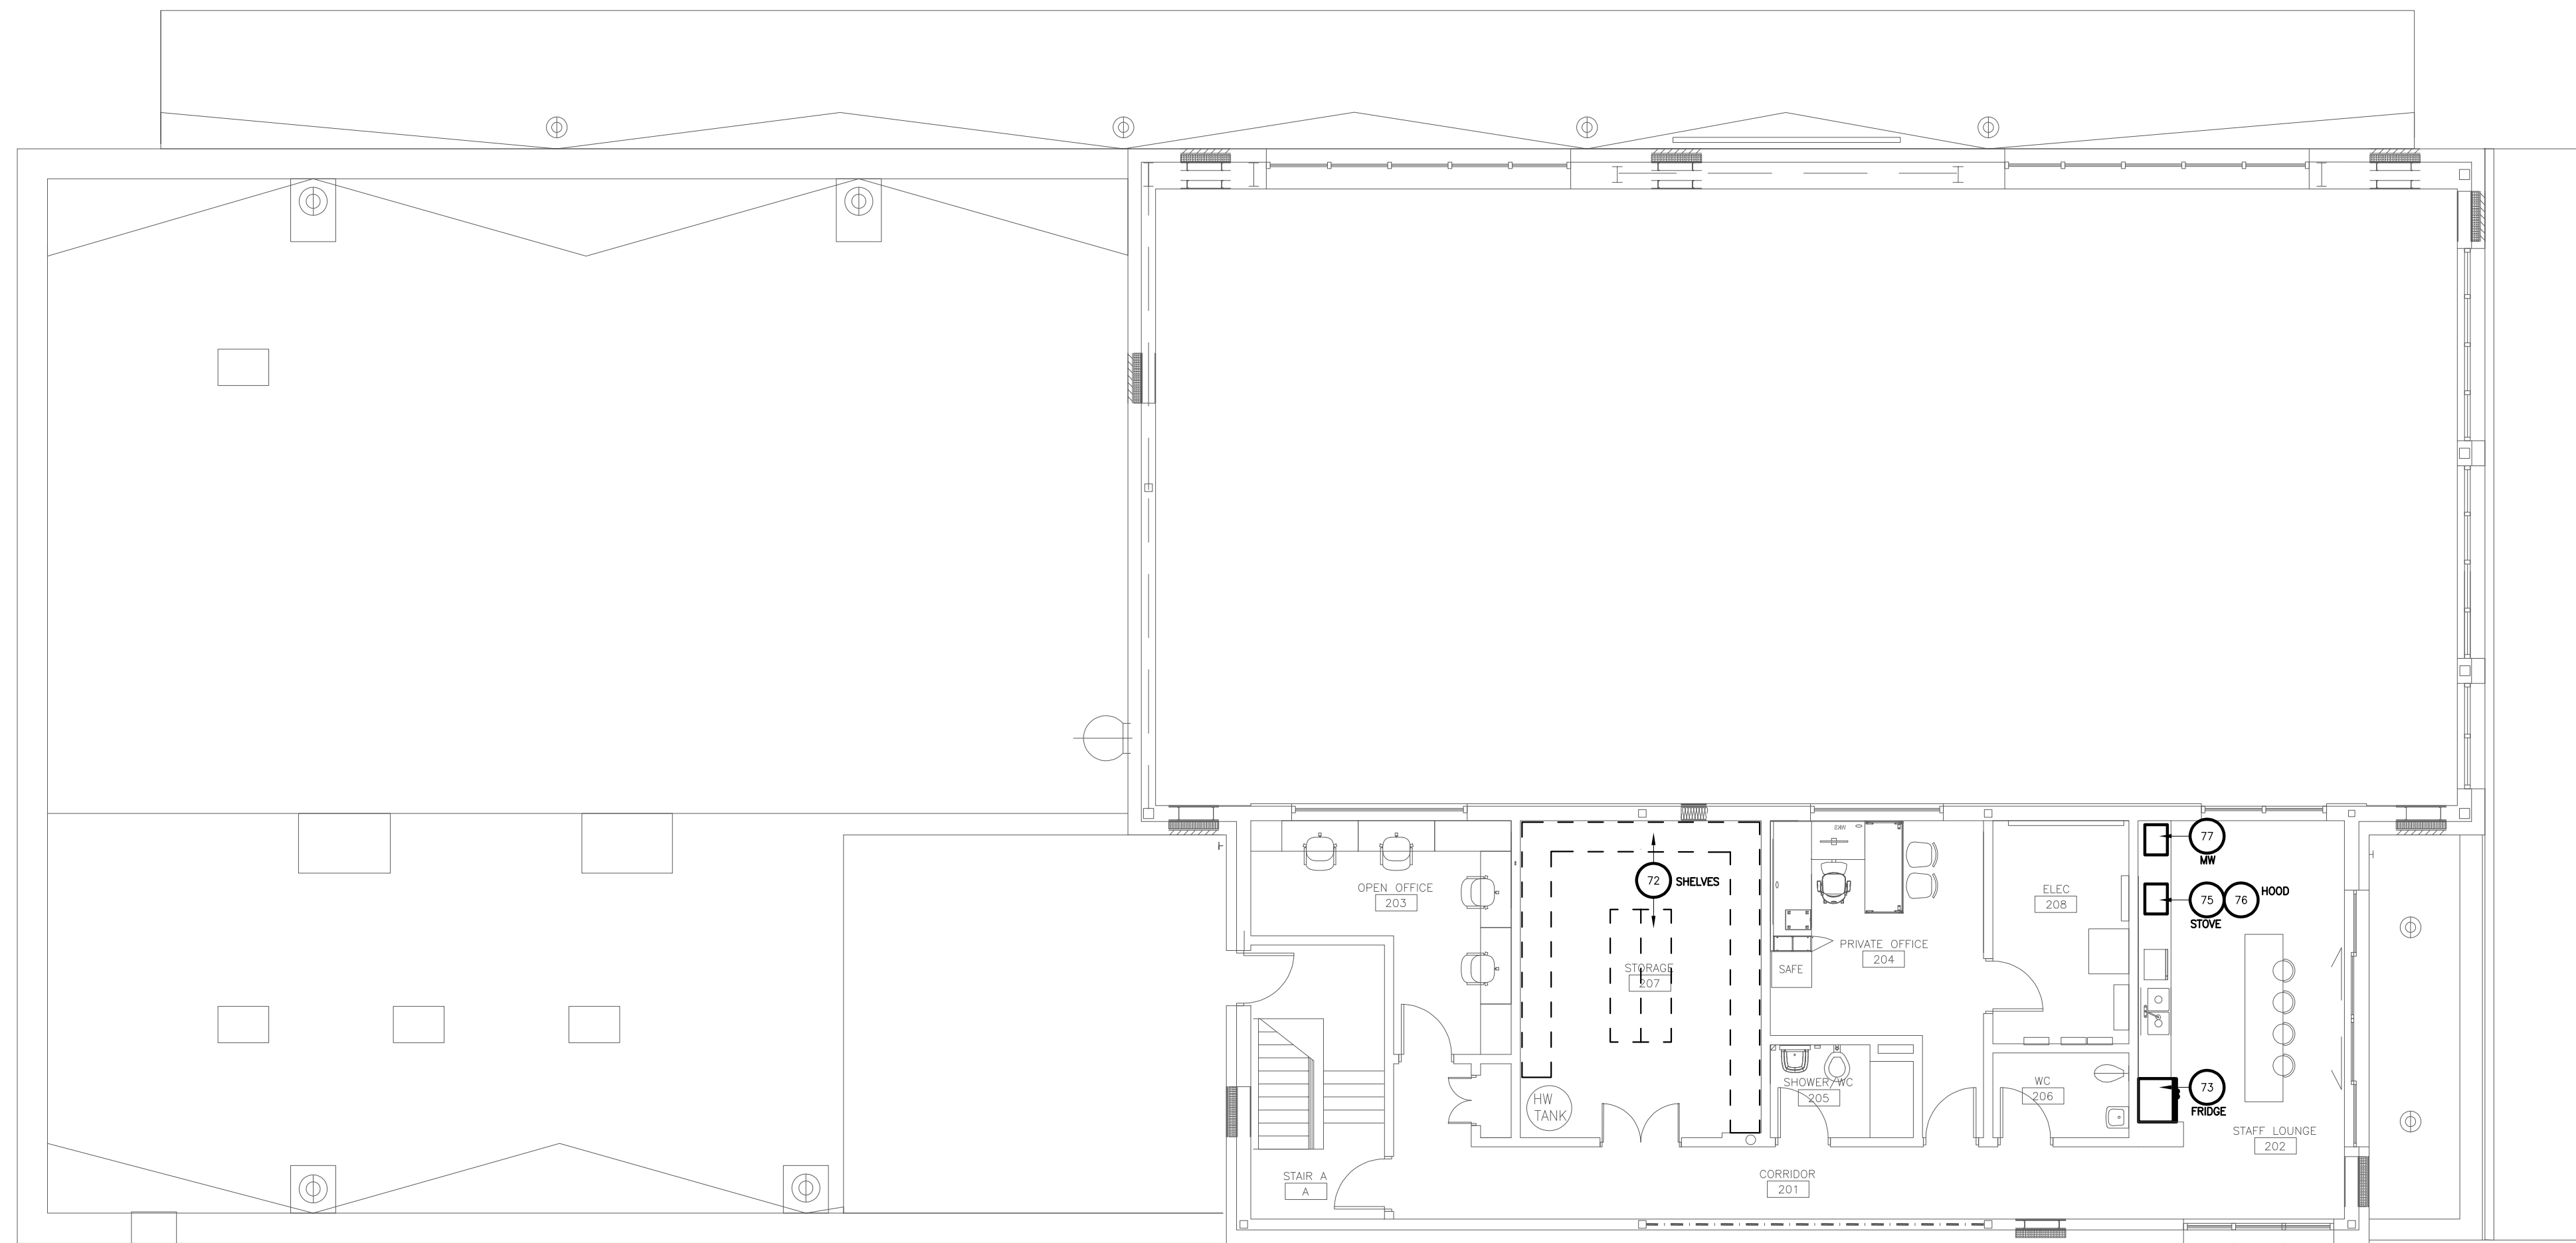 77
MW
72
SHELVES
OPEN OFFICE
203
ELEC
208
75
76
HOOD
STOVE
PRIVATE OFFICE
204
SAFE
STORAGE
207
SHOWER/WC
205
WC
206
73
FRIDGE
HW
TANK
STAFF LOUNGE
202
STAIR A
A
CORRIDOR
201